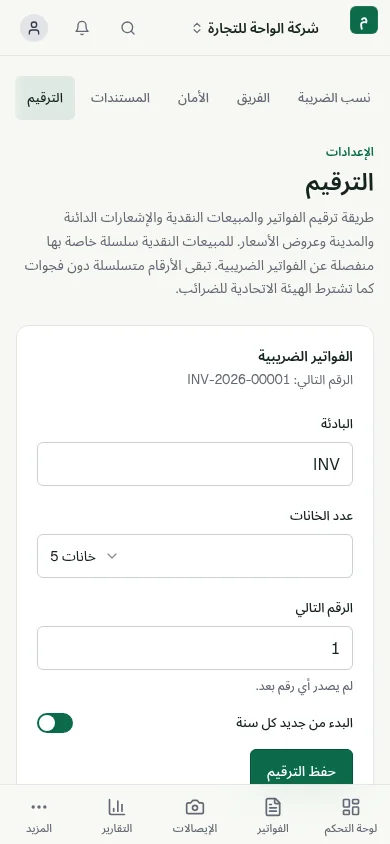 م
شركة الواحة للتجارة
نسب الضريبة
الفريق
الأمان
المستندات
الترقيم
الإعدادات
الترقيم
طريقة ترقيم الفواتير والمبيعات النقدية والإشعارات الدائنة
والمدينة وعروض الأسعار. للمبيعات النقدية سلسلة خاصة بها
منفصلة عن الفواتير الضريبية. تبقى الأرقام متسلسلة دون فجوات
كما تشترط الهيئة الاتحادية للضرائب.
الفواتير الضريبية
الرقم التالي: INV-2026-00001
البادئة
INV
عدد الخانات
5 خانات
الرقم التالي
1
لم يصدر أي رقم بعد.
البدء من جديد كل سنة
حفظ الترقيم
لوحة التحكم
الفواتير
الإيصالات
التقارير
المزيد